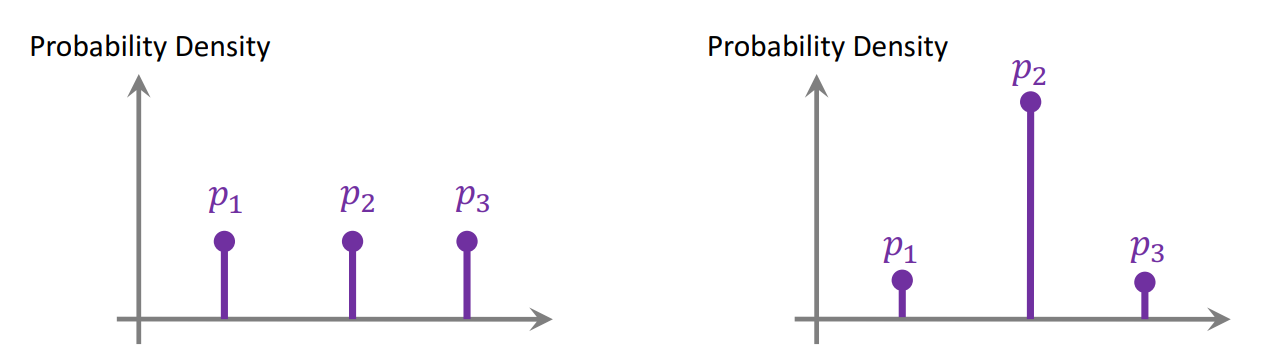 Probability Density
p₁
p₂
p₃
Probability Density
p₂
p₁
p₃